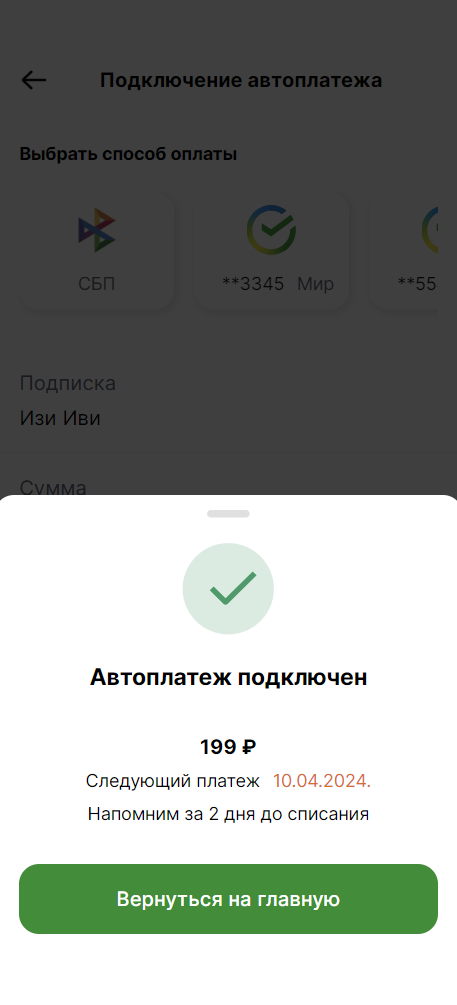 Подключение автоплатежа
Выбрать способ оплаты
СБП
**3345 Мир
**55
Подписка
Изи Иви
Сумма
Автоплатеж подключен
199 ₽
Следующий платеж 10.04.2024.
Напомним за 2 дня до списания
Вернуться на главную